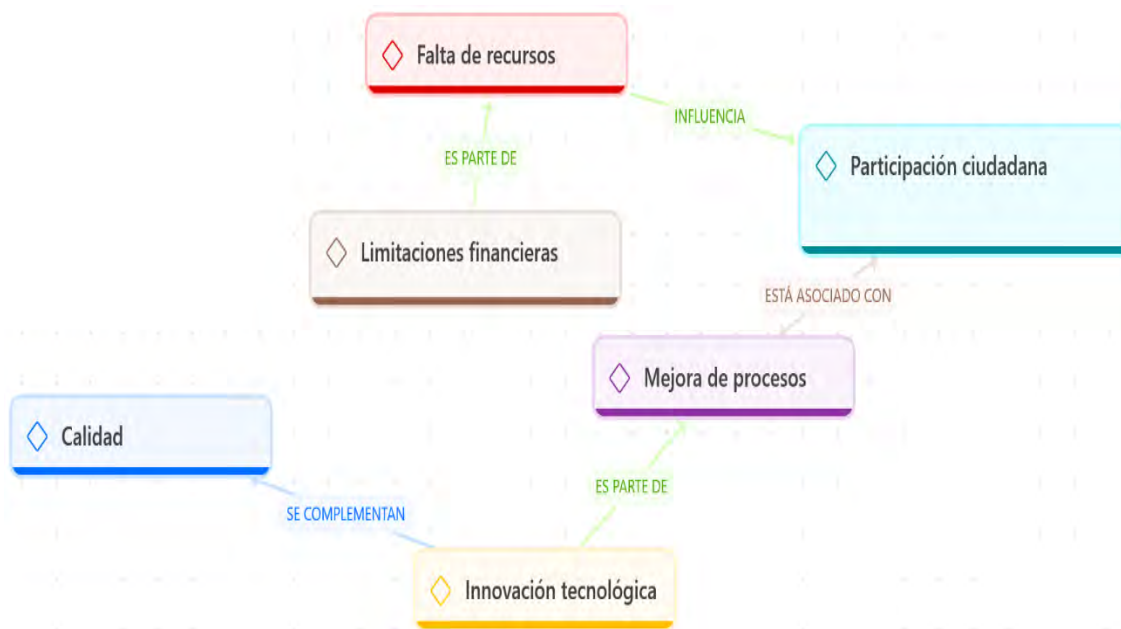 Falta de recursos
INFLUENCIA
ES PARTE DE
Participación ciudadana
Limitaciones financieras
ESTÁ ASOCIADO CON
Mejora de procesos
Calidad
ES PARTE DE
SE COMPLEMENTAN
Innovación tecnológica